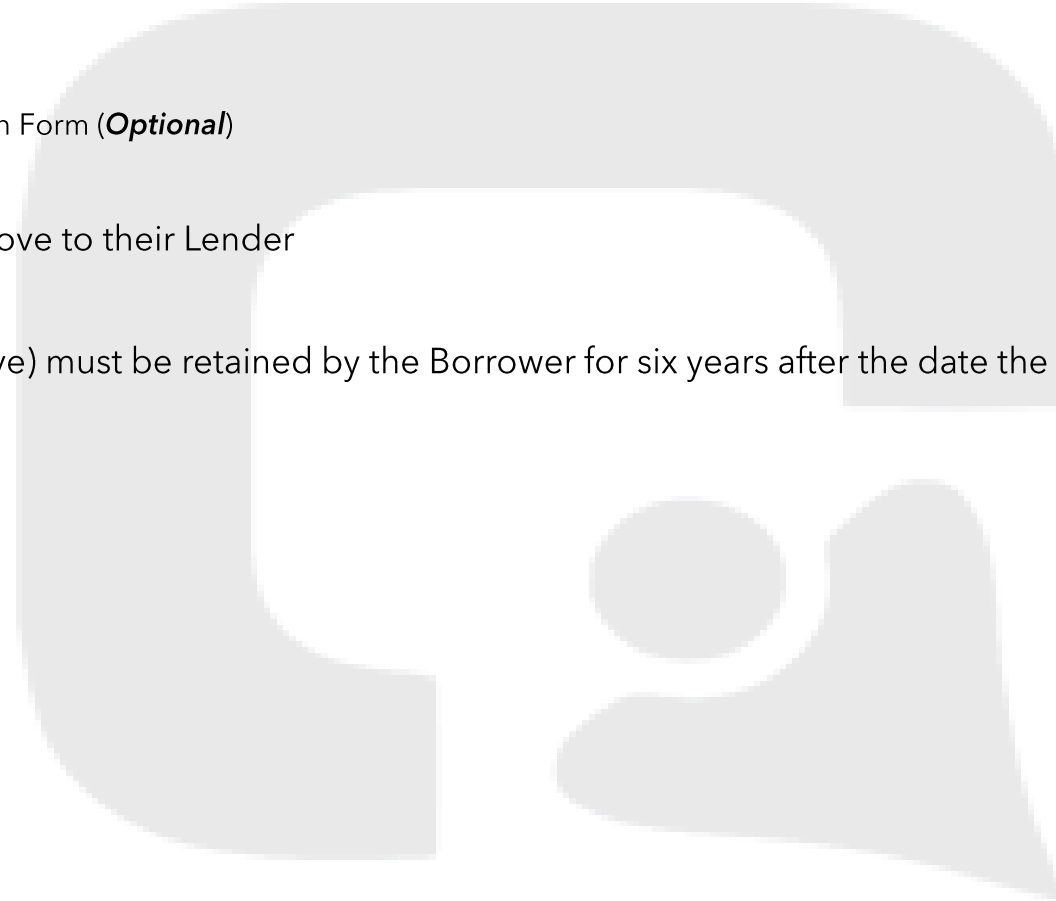 n Form (Optional)
ove to their Lender
ve) must be retained by the Borrower for six years after the date the